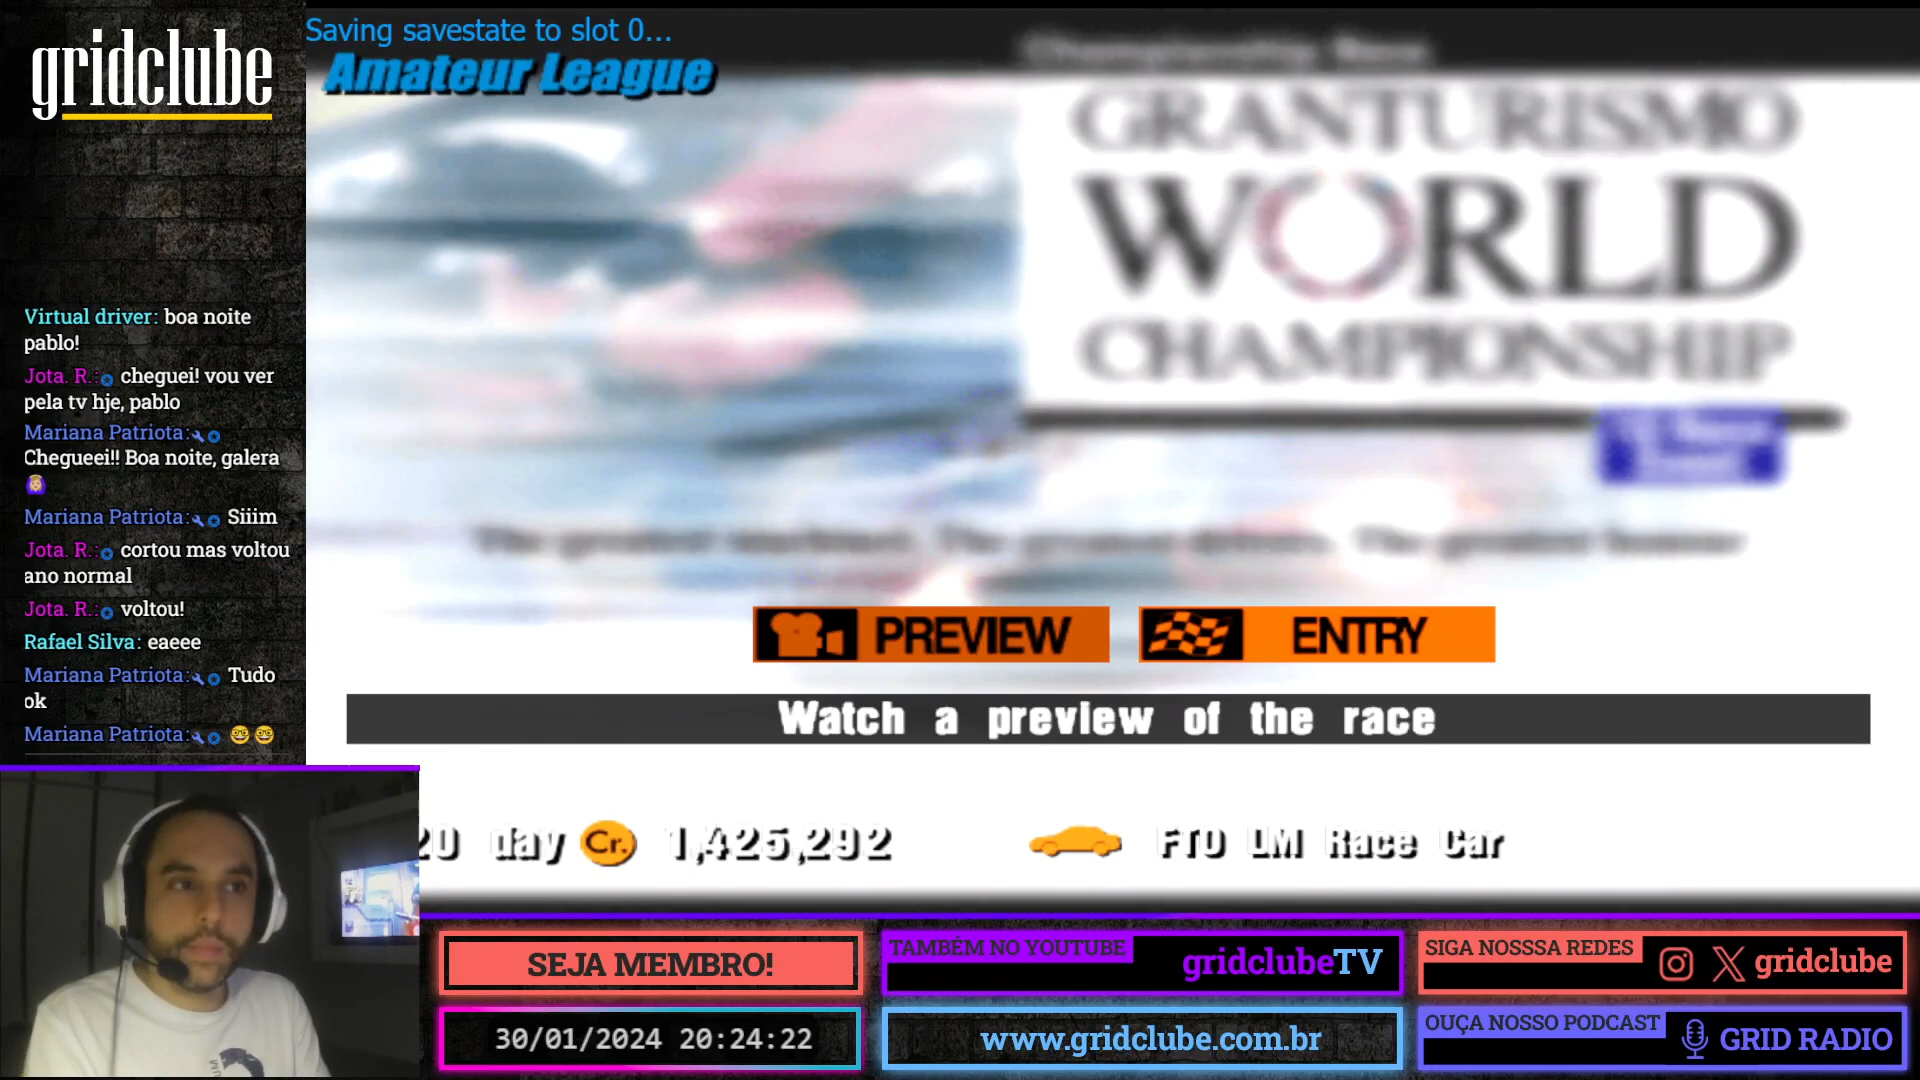 gridclube
Saving savestate to slot 0...
Amateur League
Championship Race
GRANTURISMO
WORLD
CHAMPIONSHIP
Virtual driver: boa noite
pablo!
Jota. R.: cheguei! vou ver
pela tv hje, pablo
Mariana Patriota:
Chegueei!! Boa noite, galera
Mariana Patriota: Siiim
Jota. R.: cortou mas voltou
ano normal
Jota. R.: voltou!
Rafael Silva: eaeee
Mariana Patriota: Tudo
ok
Mariana Patriota:
PREVIEW
ENTRY
Watch a preview of the race
20 day Cr. 1,425,292
FTO LM Race Car
SEJA MEMBRO!
30/01/2024 20:24:22
TAMBÉM NO YOUTUBE
gridclubeTV
www.gridclube.com.br
SIGA NOSSSA REDES
gridclube
OUÇA NOSSO PODCAST
GRID RADIO